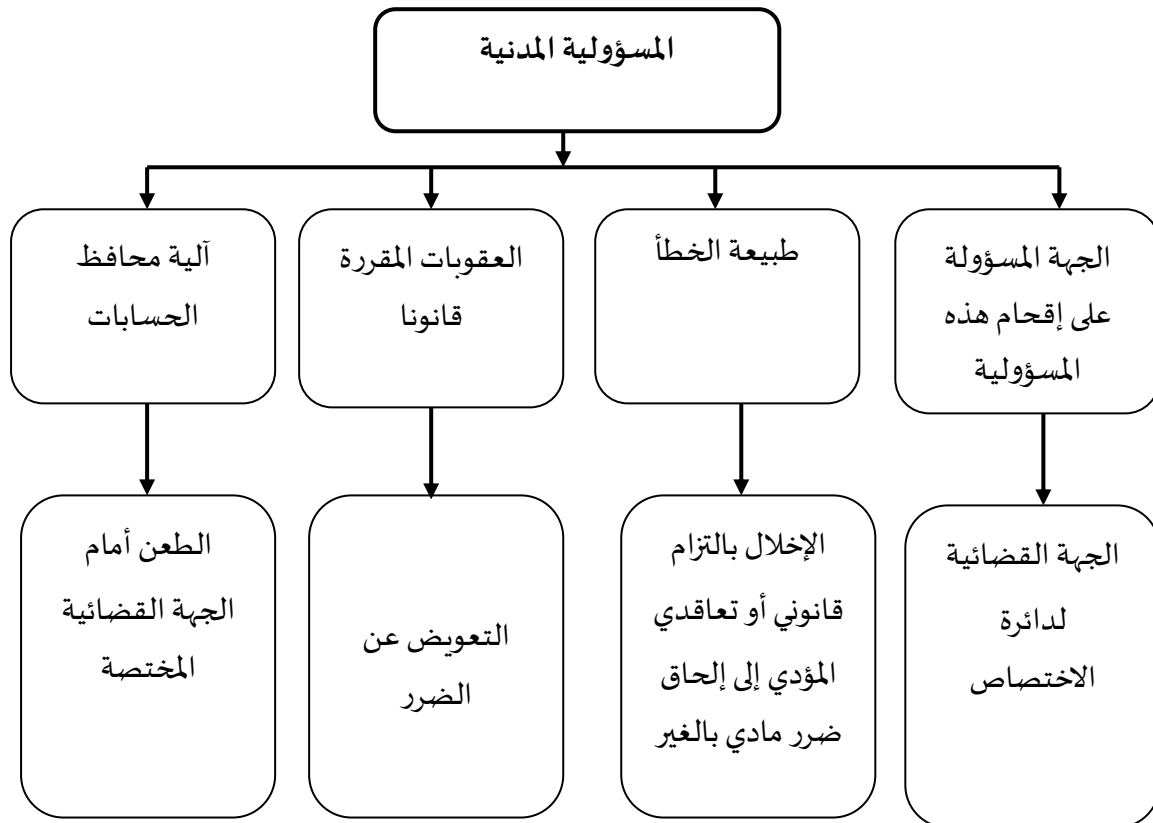 المسؤولية المدنية
الجهة المسؤولة
على إقحام هذه
المسؤولية
طبيعة الخطأ
العقوبات المقررة
قانونا
آلية محافظ
الحسابات
الجهة القضائية
لدائرة
الاختصاص
الإخلال بالتزام
قانوني أو تعاقدي
المؤدي إلى إلحاق
ضرر مادي بالغير
التعويض عن
الضرر
الطعن أمام
الجهة القضائية
المختصة